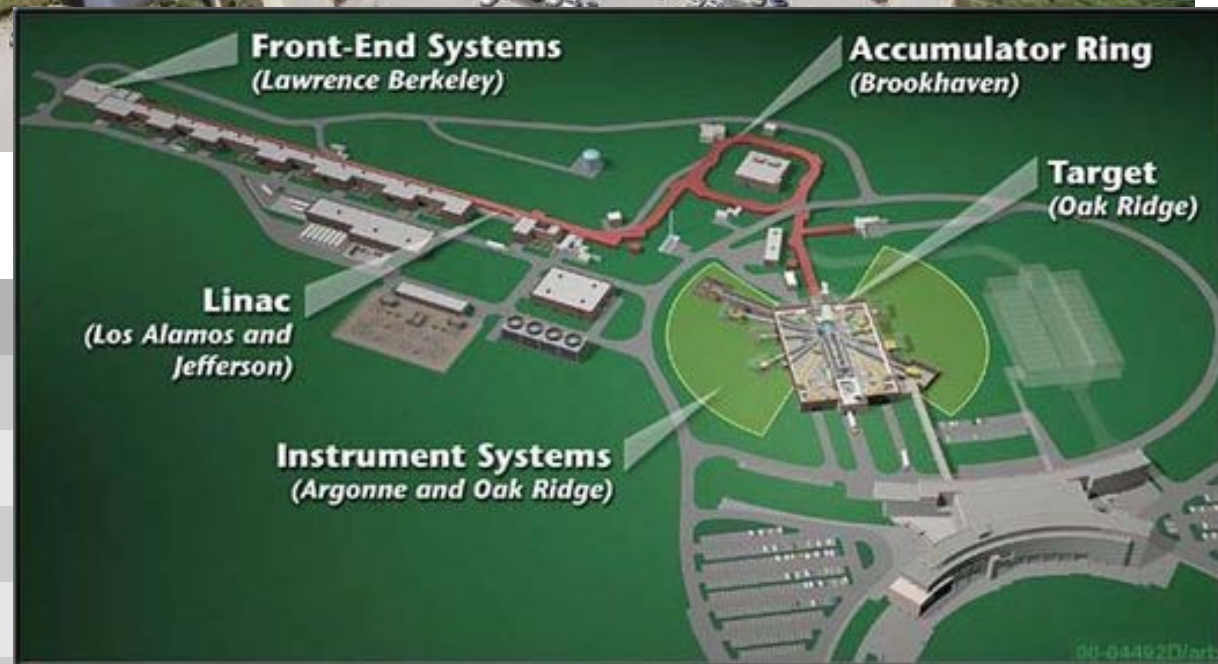 Front-End Systems
(Lawrence Berkeley)
Accumulator Ring
(Brookhaven)
Target
(Oak Ridge)
Linac
(Los Alamos and
Jefferson)
Instrument Systems
(Argonne and Oak Ridge)